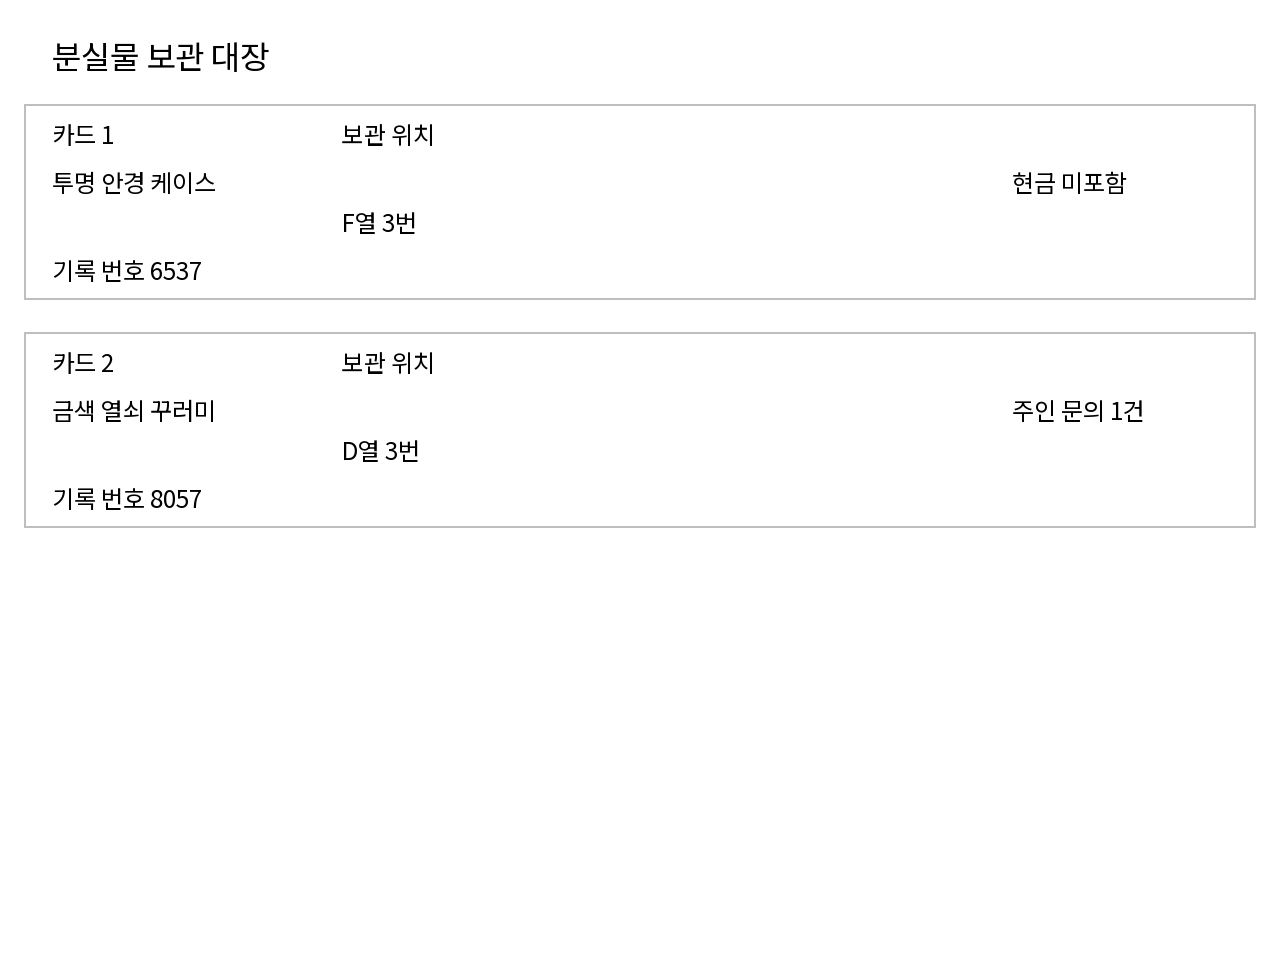 분실물 보관 대장
카드 1
보관 위치
투명 안경 케이스
현금 미포함
F열 3번
기록 번호 6537
카드 2
보관 위치
금색 열쇠 꾸러미
주인 문의 1건
D열 3번
기록 번호 8057